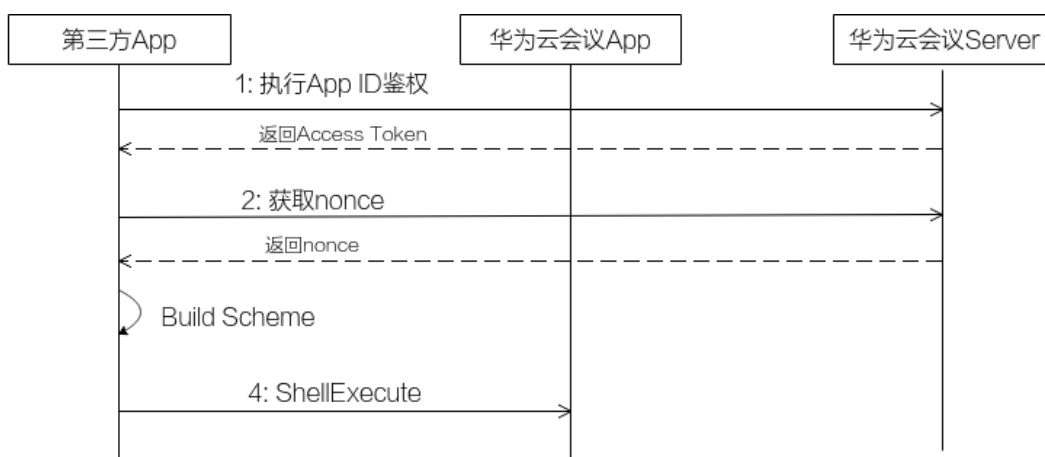 第三方App
华为云会议App
华为云会议Server
1: 执行App ID鉴权
返回Access Token
2: 获取nonce
返回nonce
Build Scheme
4: ShellExecute